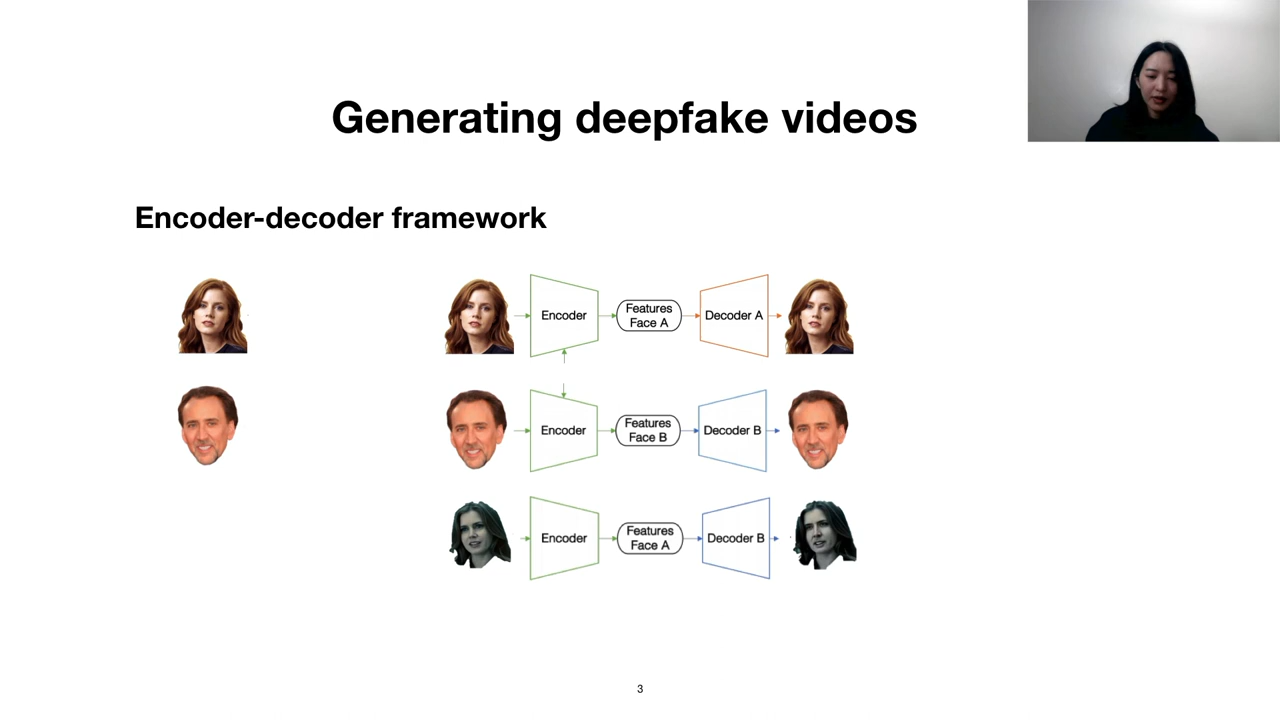 Generating deepfake videos
Encoder-decoder framework
Encoder
Features
Face A
Decoder A
Encoder
Features
Face B
Decoder B
Encoder
Features
Face A
Decoder B
3